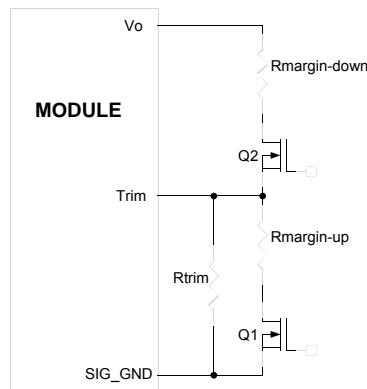 Vo
Rmargin-down
MODULE
Q2
Trim
Rmargin-up
Rtrim
Q1
SIG_GND